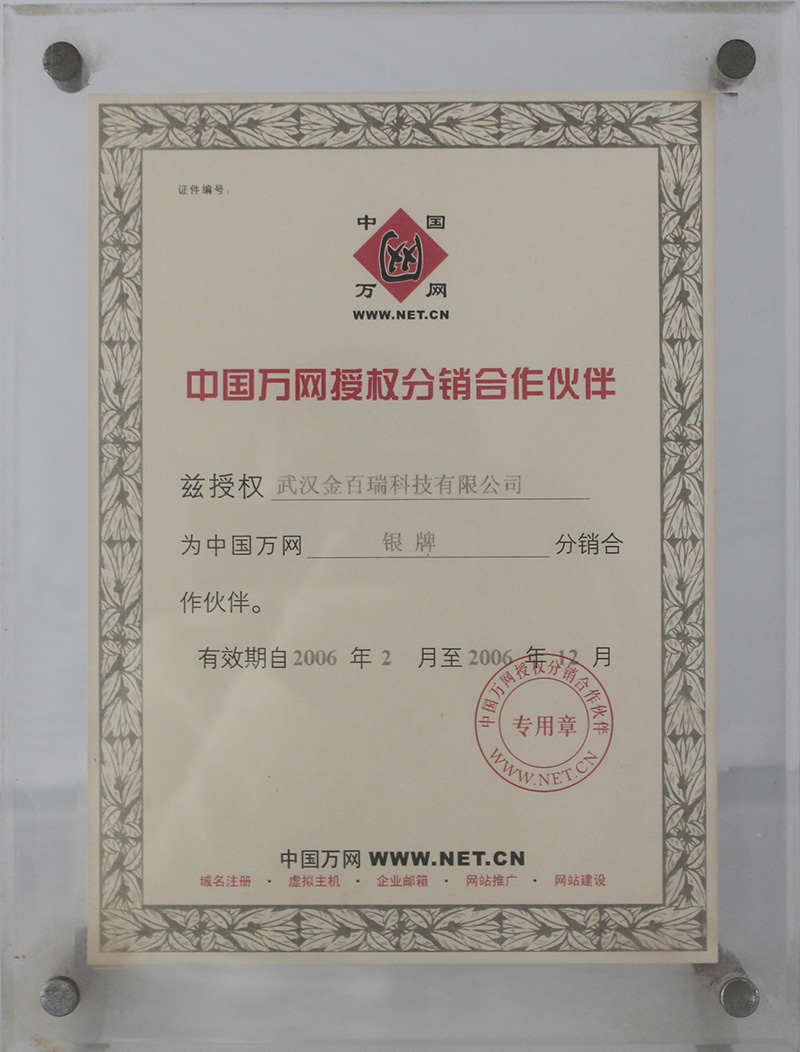 证件编号:
中 国
万 网
WWW.NET.CN
中国万网授权分销合作伙伴
兹授权 武汉金百瑞科技有限公司
为中国万网 银 牌 分销合
作伙伴。
有效期自2006 年 2 月至 2006 年 12 月
中国万网授权分销合作伙伴
专用章
WWW.NET.CN
中国万网 WWW.NET.CN
域名注册 · 虚拟主机 · 企业邮箱 · 网站推广 · 网站建设